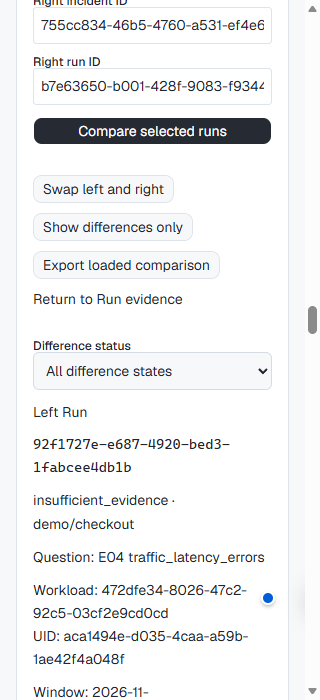 Right incident ID
755cc834-46b5-4760-a531-ef4e6
Right run ID
b7e63650-b001-428f-9083-f9344
Compare selected runs
Swap left and right
Show differences only
Export loaded comparison
Return to Run evidence
Difference status
All difference states
Left Run
92f1727e-e687-4920-bed3-
1fabcee4db1b
insufficient_evidence ·
demo/checkout
Question: E04 traffic_latency_errors
Workload: 472dfe34-8026-47c2-
92c5-03cf2e9cd0cd
UID: aca1494e-d035-4caa-a59b-
1ae42f4a048f
Window: 2026-11-